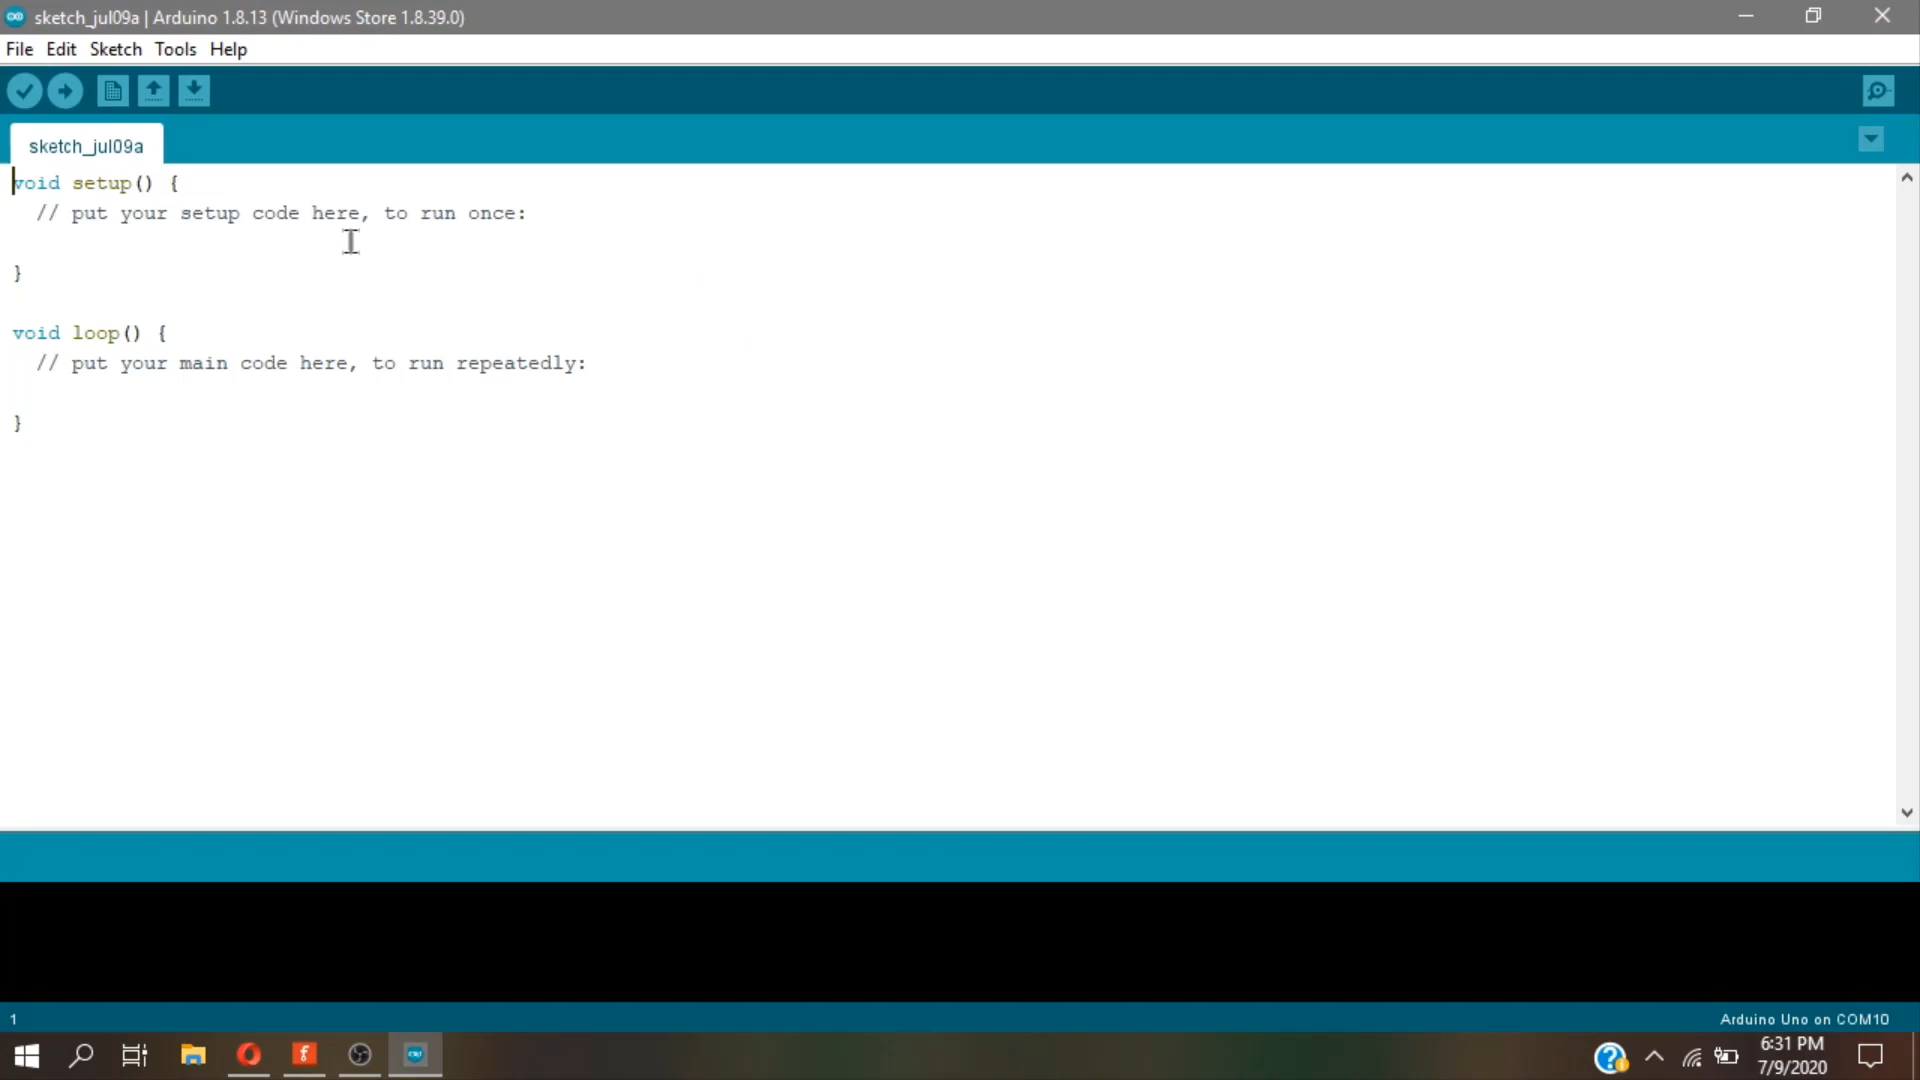 sketch_jul09a | Arduino 1.8.13 (Windows Store 1.8.39.0)
File Edit Sketch Tools Help
sketch_jul09a
void setup() {
// put your setup code here, to run once:
}
void loop() {
// put your main code here, to run repeatedly:
}
1
Arduino Uno on COM10
6:31 PM
7/9/2020